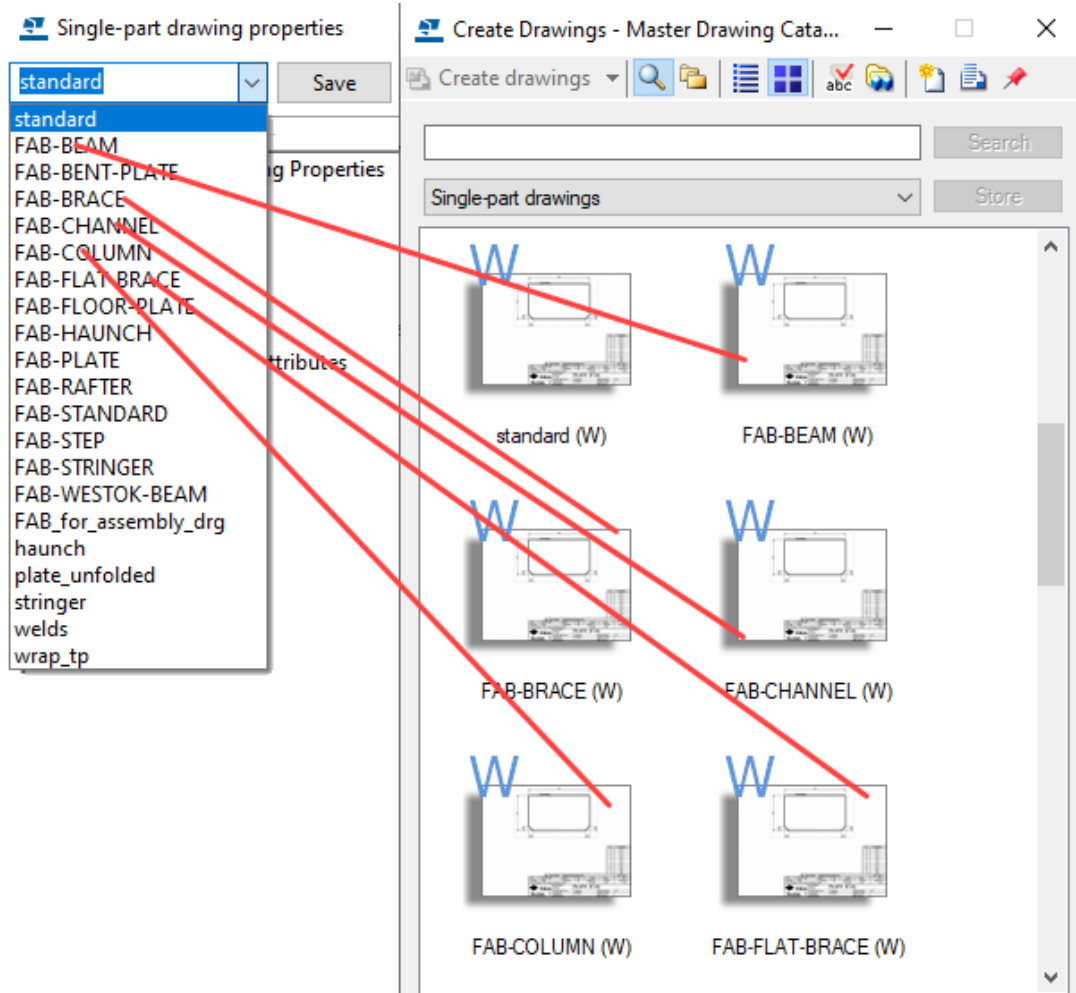 Single-part drawing properties
standard
Save
standard
FAB-BEAM
FAB-BENT-PLATE
FAB-BRACE
FAB-CHANNEL
FAB-COLUMN
FAB-FLAT-BRACE
FAB-FLOOR-PLATE
FAB-HAUNCH
FAB-PLATE
FAB-RAFTER
FAB-STANDARD
FAB-STEP
FAB-STRINGER
FAB-WESTOK-BEAM
FAB_for_assembly_drg
haunch
plate_unfolded
stringer
welds
wrap_tp
ng Properties
ttributes
Create Drawings - Master Drawing Cata...
Create drawings
abc
Search
Single-part drawings
Store
W
W
standard (W)
FAB-BEAM (W)
W
W
FAB-BRACE (W)
FAB-CHANNEL (W)
W
W
FAB-COLUMN (W)
FAB-FLAT-BRACE (W)